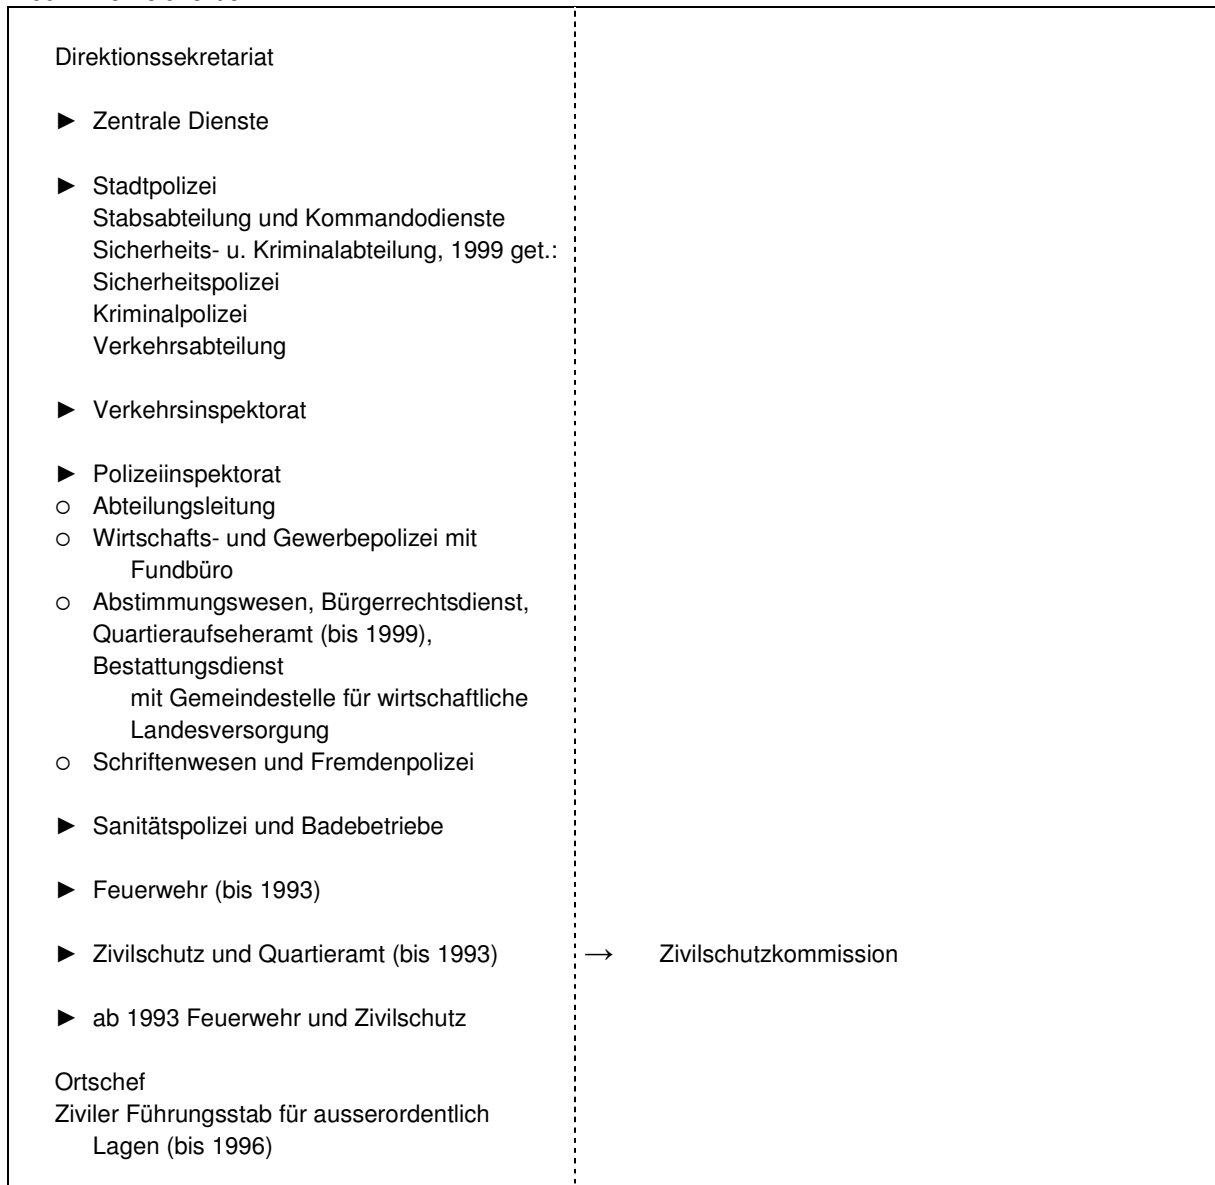 Direktionssekretariat
► Zentrale Dienste
► Stadtpolizei
Stabsabteilung und Kommandodienste
Sicherheits- u. Kriminalabteilung, 1999 get.:
Sicherheitspolizei
Kriminalpolizei
Verkehrsabteilung
► Verkehrsinspektorat
► Polizeiinspektorat
○ Abteilungsleitung
○ Wirtschafts- und Gewerbepolizei mit
Fundbüro
○ Abstimmungswesen, Bürgerrechtsdienst,
Quartieraufseheramt (bis 1999),
Bestattungsdienst
mit Gemeindestelle für wirtschaftliche
Landesversorgung
○ Schriftenwesen und Fremdenpolizei
► Sanitätspolizei und Badebetriebe
► Feuerwehr (bis 1993)
► Zivilschutz und Quartieramt (bis 1993) → Zivilschutzkommission
► ab 1993 Feuerwehr und Zivilschutz
Ortschef
Ziviler Führungsstab für ausserordentlich
Lagen (bis 1996)